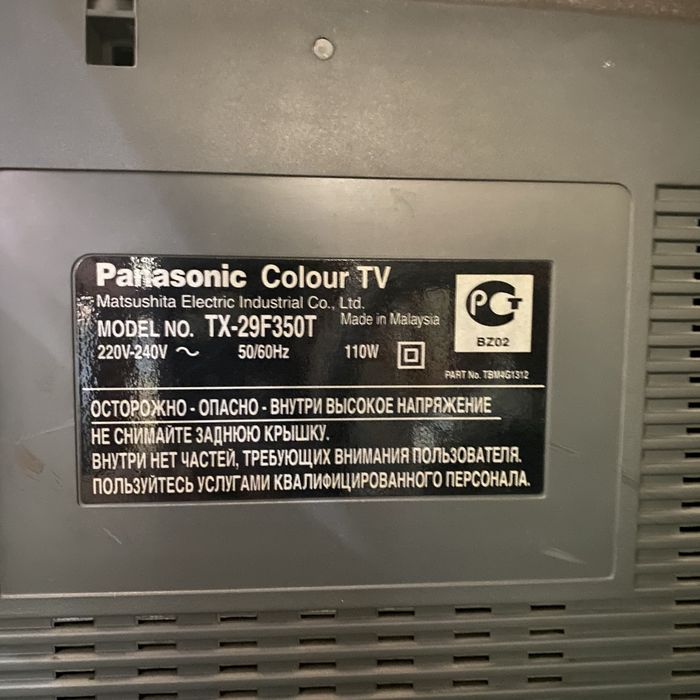 Panasonic Colour TV
Matsushita Electric Industrial Co., Ltd.
MODEL NO. TX-29F350T Made in Malaysia
220V-240V ~ 50/60Hz 110W
РСТ
BZ02
PART No. TBM4G1312
ОСТОРОЖНО - ОПАСНО - ВНУТРИ ВЫСОКОЕ НАПРЯЖЕНИЕ
НЕ СНИМАЙТЕ ЗАДНЮЮ КРЫШКУ.
ВНУТРИ НЕТ ЧАСТЕЙ, ТРЕБУЮЩИХ ВНИМАНИЯ ПОЛЬЗОВАТЕЛЯ.
ПОЛЬЗУЙТЕСЬ УСЛУГАМИ КВАЛИФИЦИРОВАННОГО ПЕРСОНАЛА.